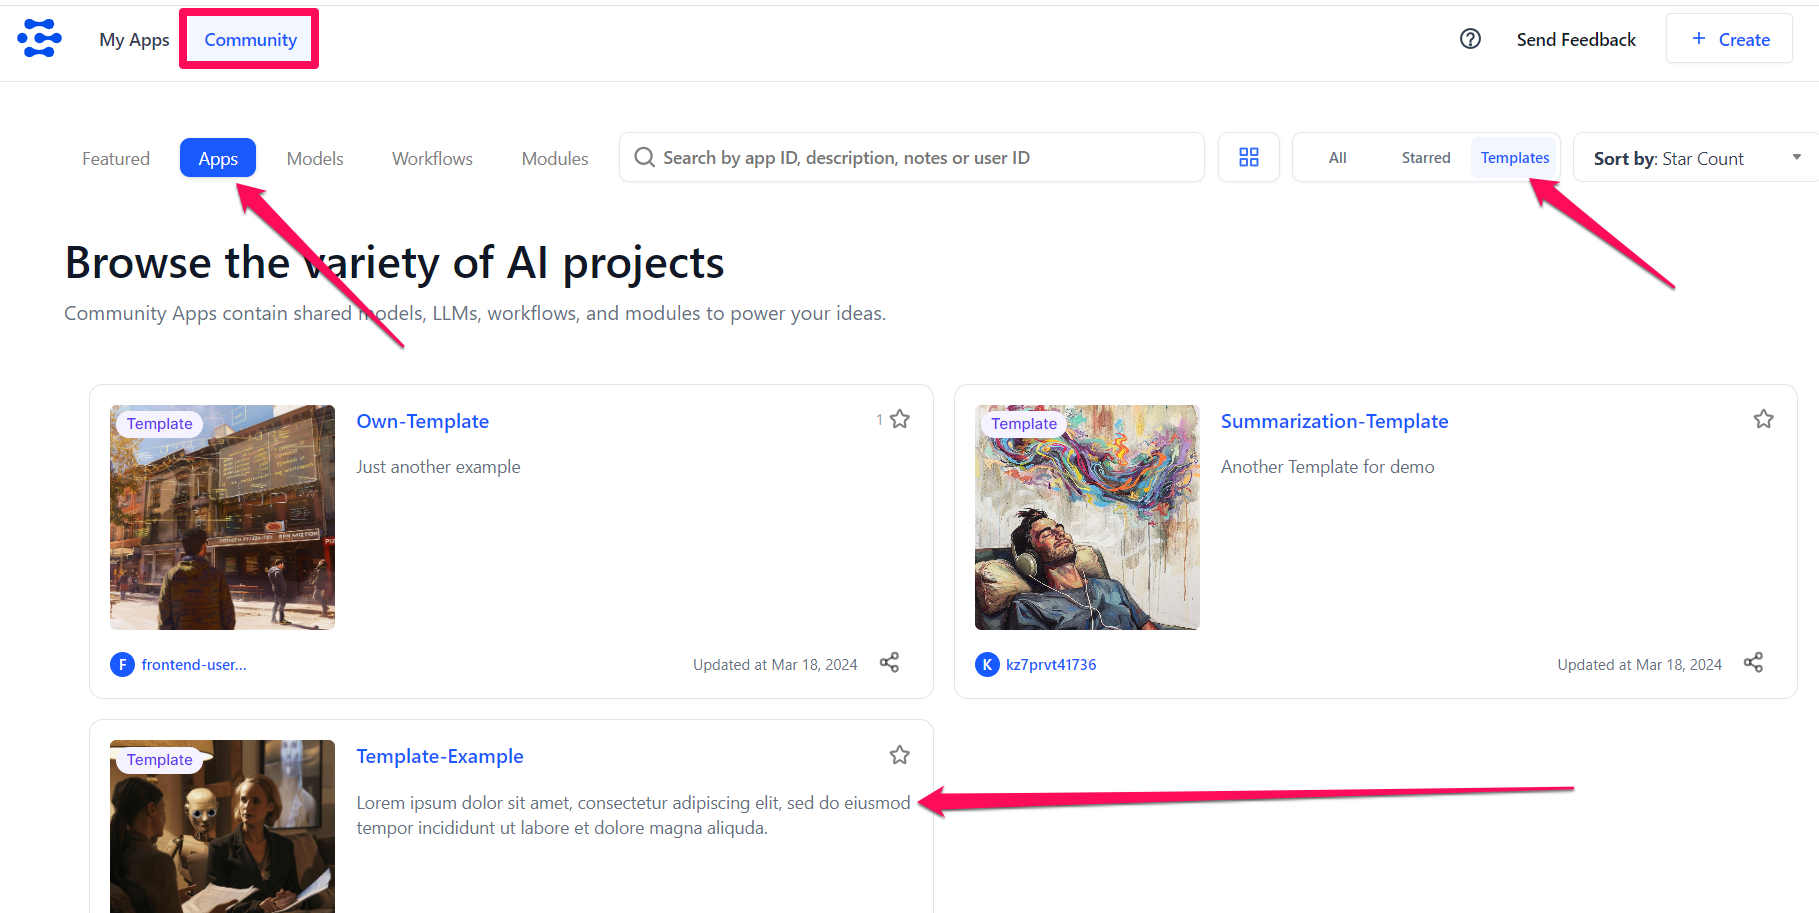 My Apps Community Send Feedback + Create
Featured Apps Models Workflows Modules Search by app ID, description, notes or user ID All Starred Templates Sort by: Star Count
Browse the variety of AI projects
Community Apps contain shared models, LLMs, workflows, and modules to power your ideas.
Template
Own-Template
1
Just another example
F frontend-user...
Updated at Mar 18, 2024
Template
Summarization-Template
Another Template for demo
K kz7prvt41736
Updated at Mar 18, 2024
Template
Template-Example
Lorem ipsum dolor sit amet, consectetur adipiscing elit, sed do eiusmod
tempor incididunt ut labore et dolore magna aliquda.